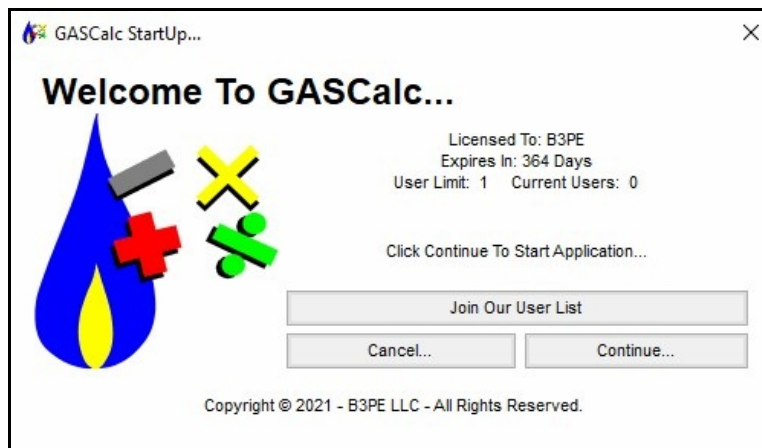 GASCalc StartUp...
Welcome To GASCalc...
Licensed To: B3PE
Expires In: 364 Days
User Limit: 1 Current Users: 0
Click Continue To Start Application...
Join Our User List
Cancel...
Continue...
Copyright © 2021 - B3PE LLC - All Rights Reserved.